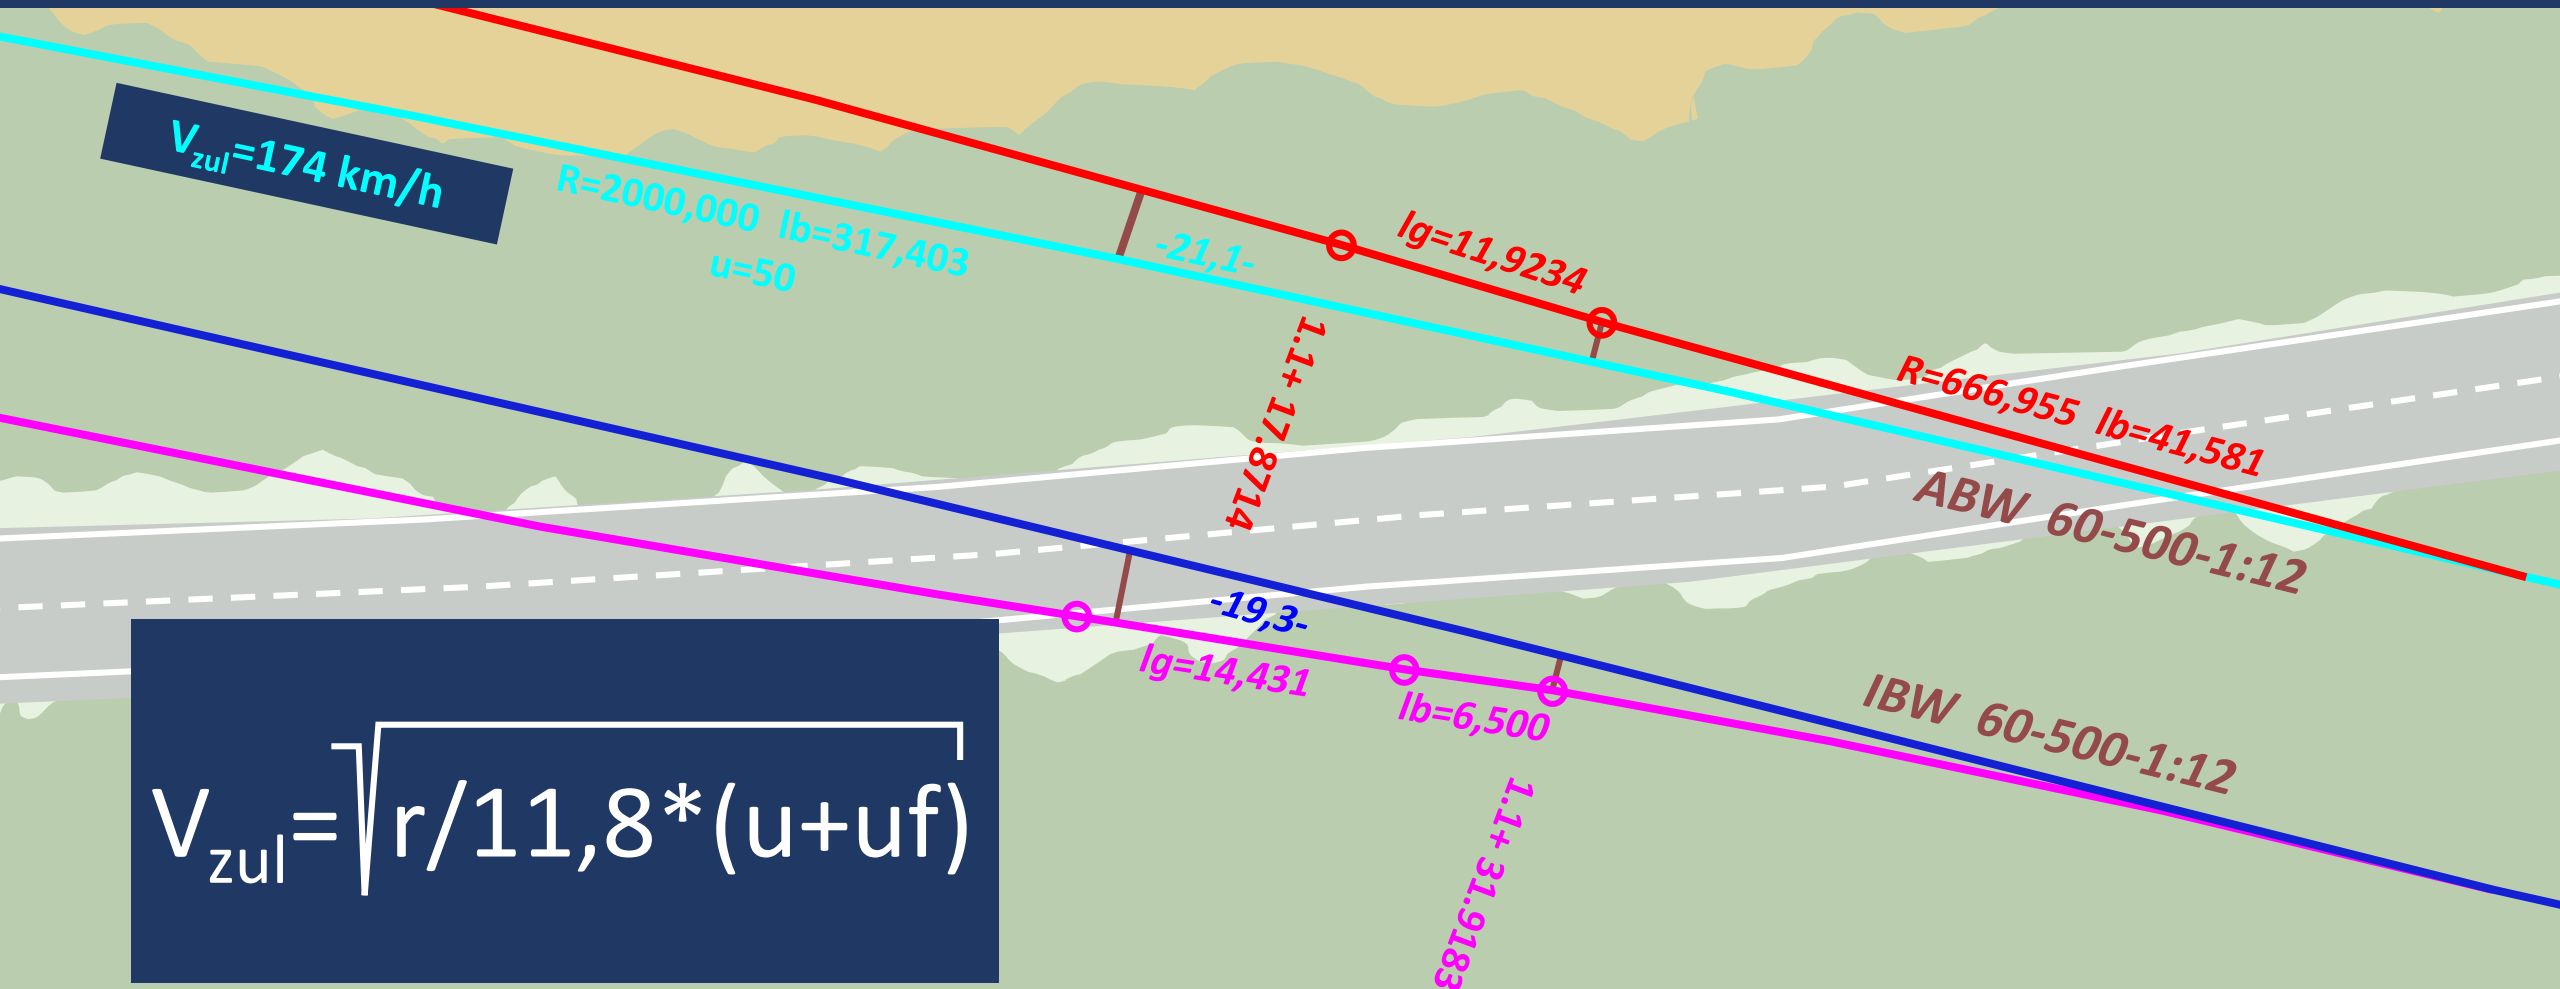 Vzul=174 km/h
R=2000,000 lb=317,403
u=50
-21,1-
lg=11,9234
1.1+ 17.8714
R=666,955 lb=41,581
ABW 60-500-1:12
-19,3-
lg=14,431
lb=6,500
IBW 60-500-1:12
1.1+ 31.9183
Vzul=√r/11,8*(u+uf)